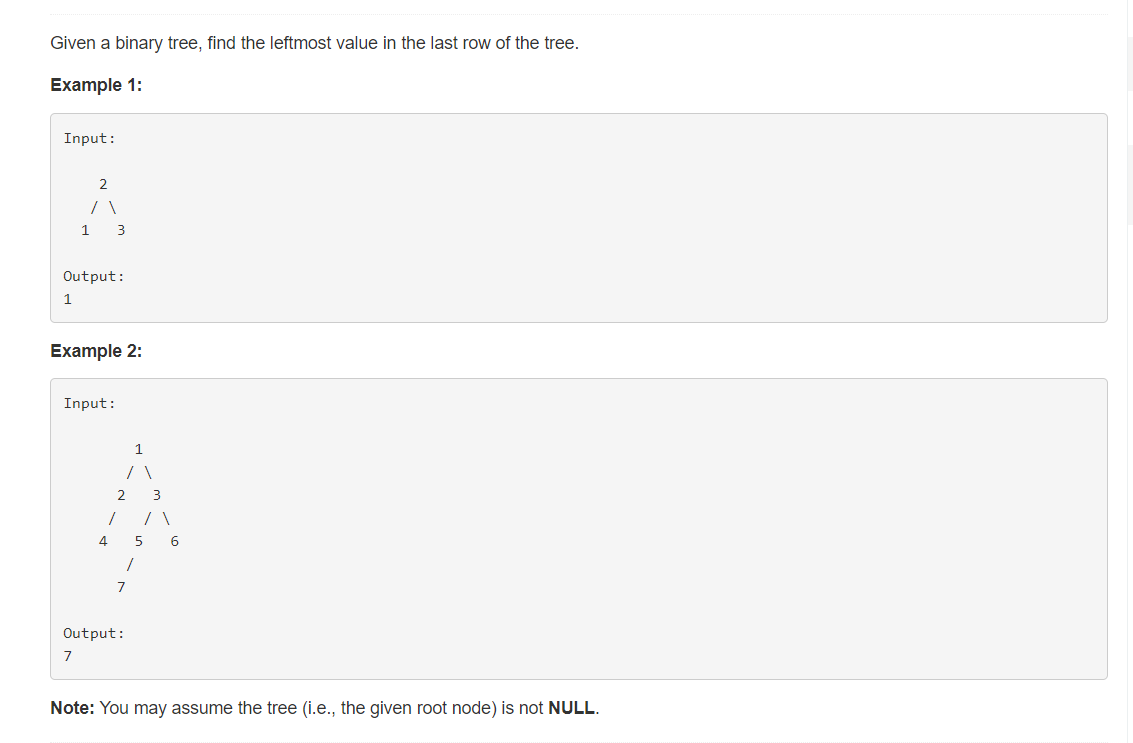 Given a binary tree, find the leftmost value in the last row of the tree.
Example 1:
Input:
    2
   / \
  1   3
Output:
1
Example 2:
Input:
        1
       / \
      2   3
     /   / \
    4   5   6
       /
      7
Output:
7
Note: You may assume the tree (i.e., the given root node) is not NULL.